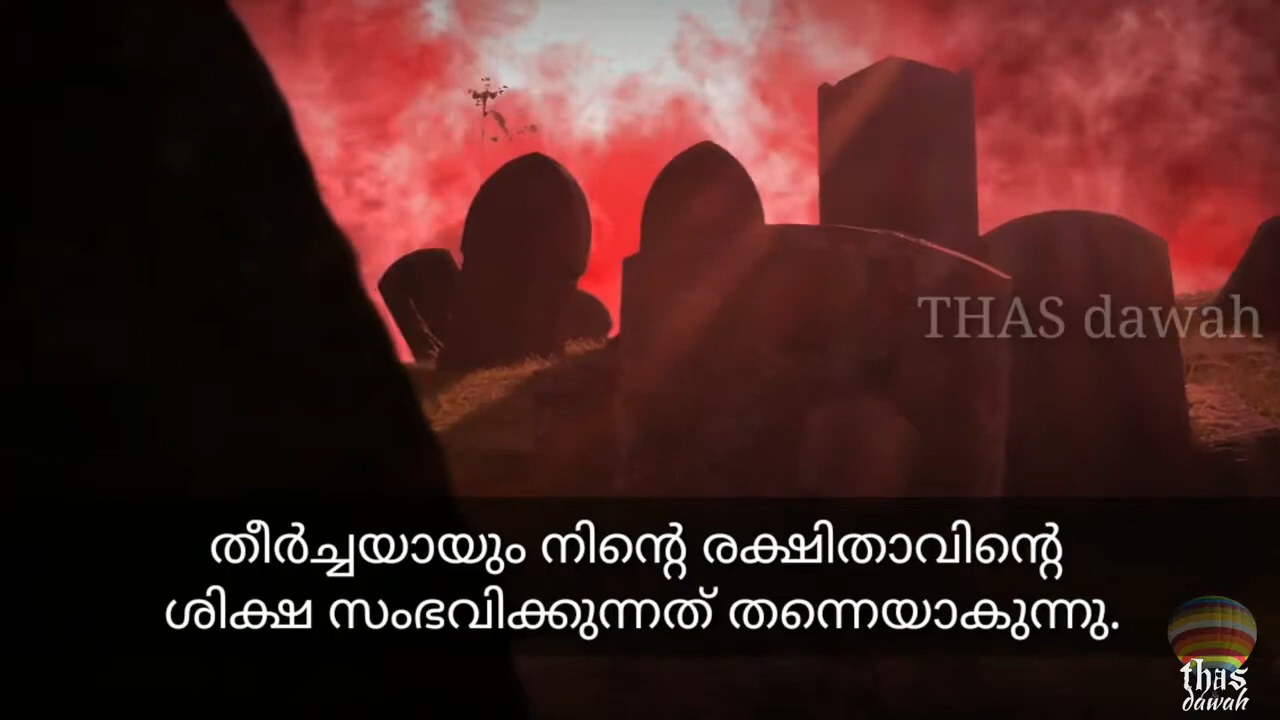 THAS dawah
തീർച്ചയായും നിന്റെ രക്ഷിതാവിന്റെ
ശിക്ഷ സംഭവിക്കുന്നത് തന്നെയാകുന്നു.
thas
dawah